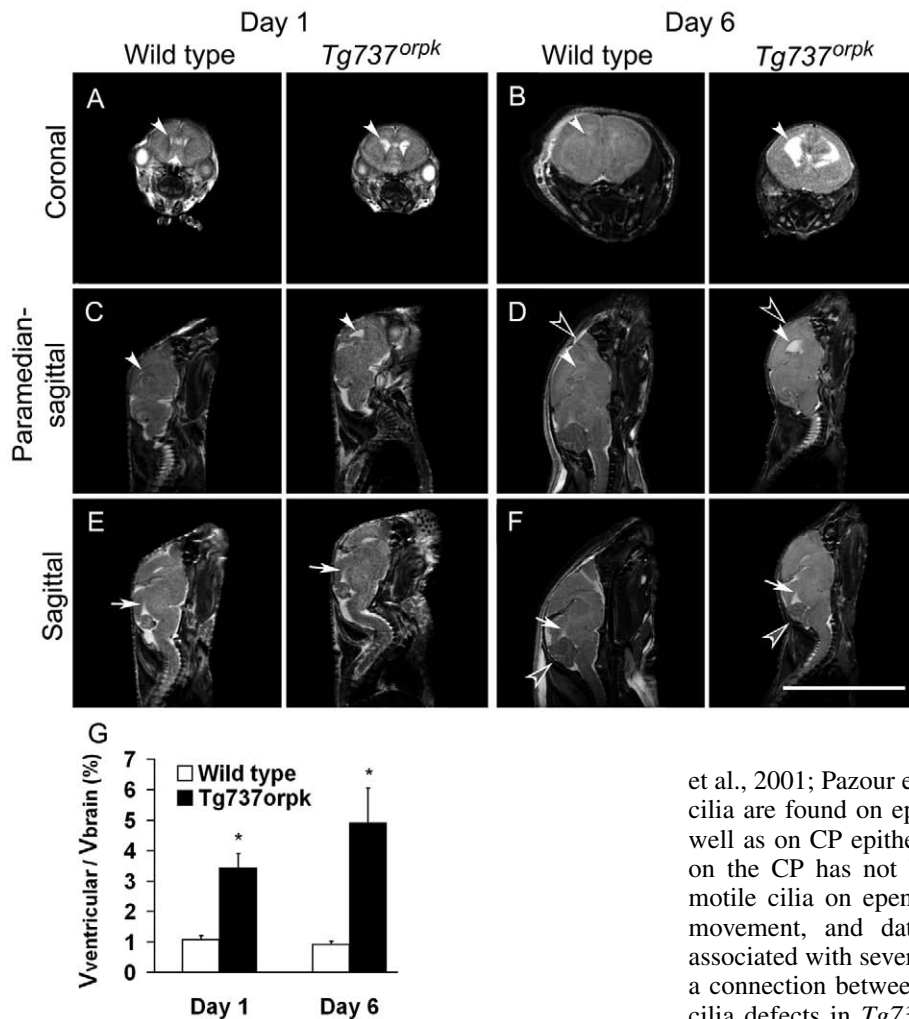 Day 1
Day 6
Wild type
Tg737orpk
Wild type
Tg737orpk
A
B
Coronal
C
D
Paramedian-
sagittal
E
F
Sagittal
G
7
6
5
4
3
2
1
0
Vventricular / Vbrain (%)
Wild type
Tg737orpk
*
*
Day 1
Day 6
et al., 2001; Pazour e
cilia are found on ep
well as on CP epithe
on the CP has not
motile cilia on epen
movement, and dat
associated with sever
a connection between
cilia defects in Tg73